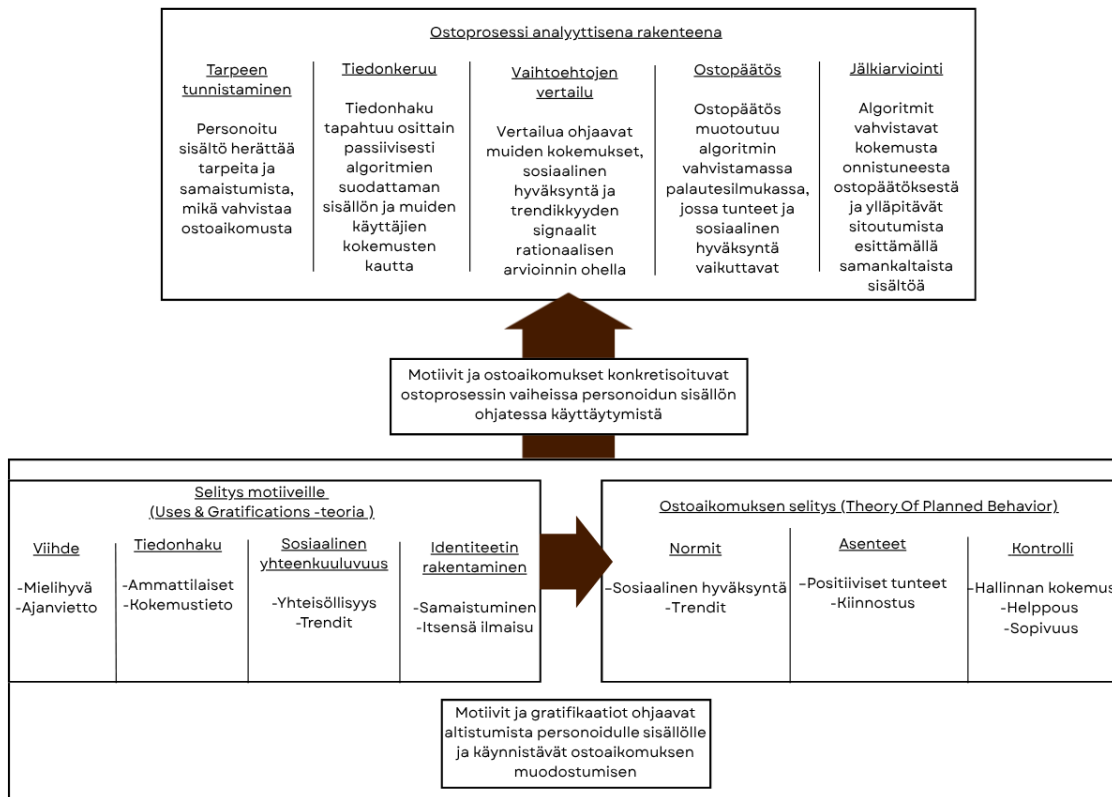 Ostoprosessi analyyttisena rakenteena
Tarpeen
tunnistaminen
Personoitu
sisältö herättää
tarpeita ja
samaistumista,
mikä vahvistaa
ostoaikomusta
Tiedonkeruu
Tiedonhaku
tapahtuu osittain
passiivisesti
algoritmien
suodattaman
sisällön ja muiden
käyttäjien
kokemusten
kautta
Vaihtoehtojen
vertailu
Vertailua ohjaavat
muiden kokemukset,
sosiaalinen
hyväksyntä ja
trendikkyyden
signaalit
rationaalisen
arvioinnin ohella
Ostopäätös
Ostopäätös
muotoutuu
algoritmin
vahvistamassa
palautesilmukassa,
jossa tunteet ja
sosiaalinen
hyväksyntä
vaikuttavat
Jälkiarviointi
Algoritmit
vahvistavat
kokemusta
onnistuneesta
ostopäätöksestä
ja ylläpitävät
sitoutumista
esittämällä
samankaltaista
sisältöä
Motiivit ja ostoaikomukset konkretisoituvat
ostoprosessin vaiheissa personoidun sisällön
ohjatessa käyttäytymistä
Selitys motiiveille
(Uses & Gratifications -teoria )
Viihde
-Mielihyvä
-Ajanvietto
Tiedonhaku
-Ammattilaiset
-Kokemustieto
Sosiaalinen
yhteenkuuluvuus
-Yhteisöllisyys
-Trendit
Identiteetin
rakentaminen
-Samaistuminen
-Itsensä ilmaisu
Ostoaikomuksen selitys (Theory Of Planned Behavior)
Normit
-Sosiaalinen hyväksyntä
-Trendit
Asenteet
-Positiiviset tunteet
-Kiinnostus
Kontrolli
-Hallinnan kokemus
-Helppous
-Sopivuus
Motiivit ja gratifikaatiot ohjaavat
altistumista personoidulle sisällölle
ja käynnistävät ostoaikomuksen
muodostumisen